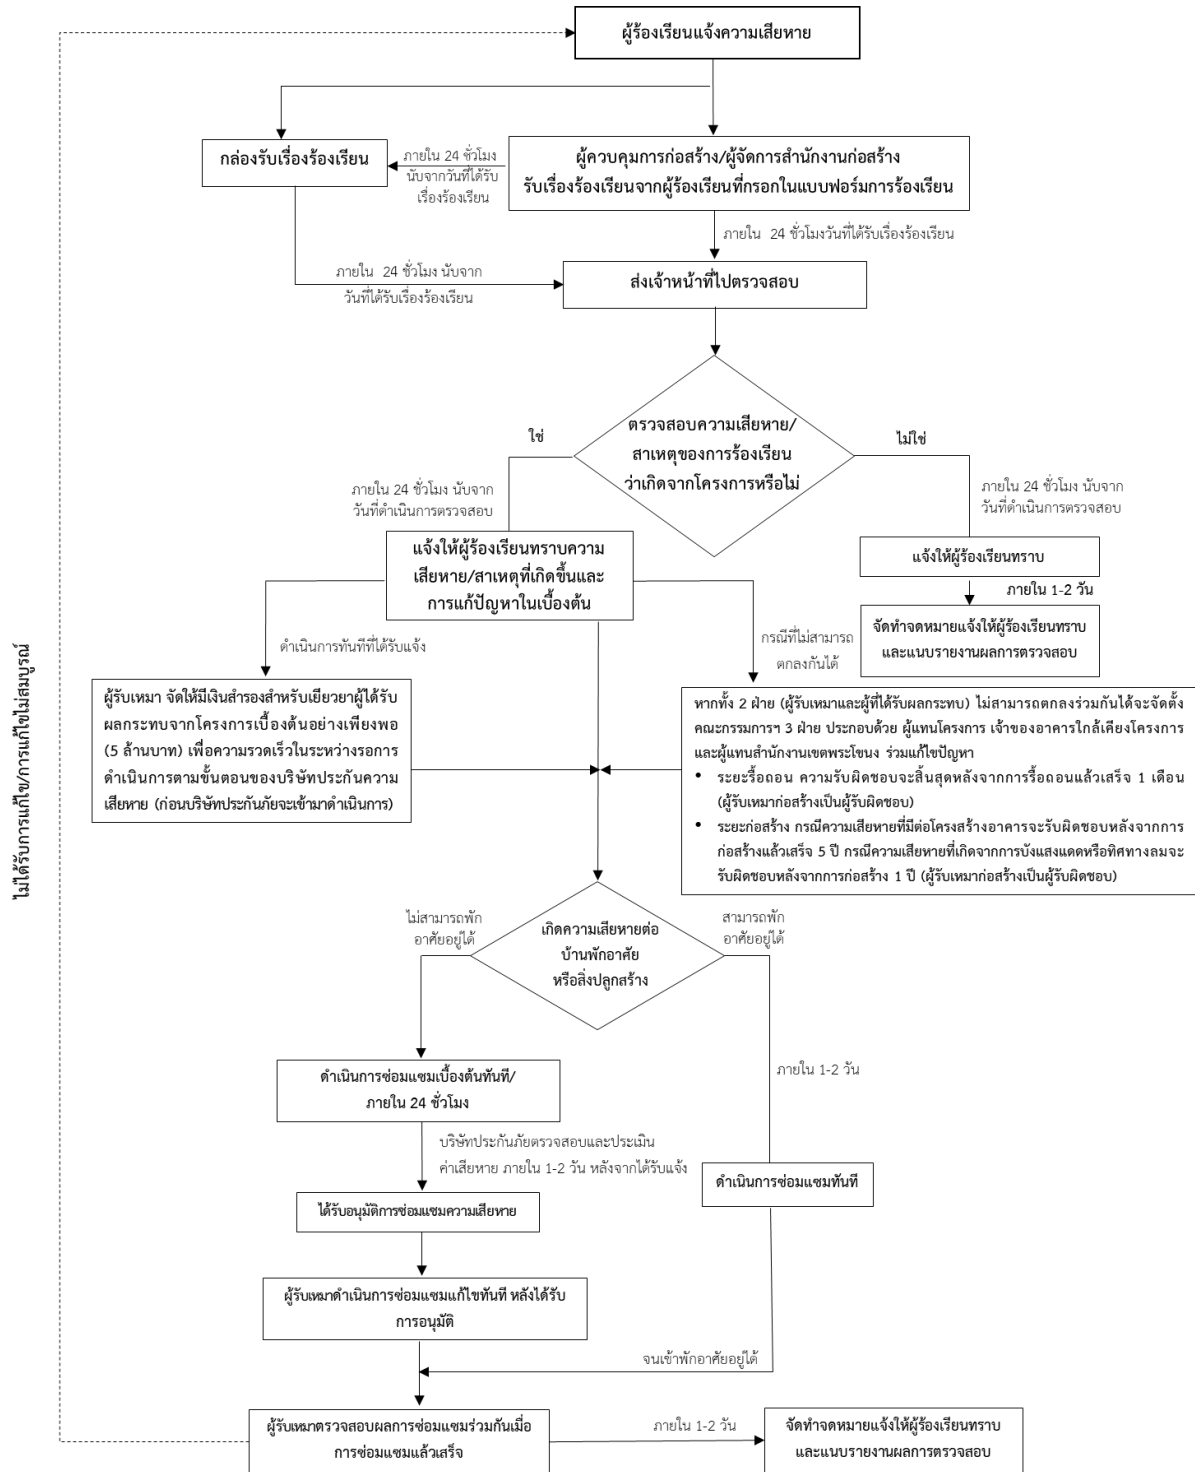 ผู้ร้องเรียนแจ้งความเสียหาย
กล่องรับเรื่องร้องเรียน
ภายใน 24 ชั่วโมง
นับจากวันที่ได้รับ
เรื่องร้องเรียน
ผู้ควบคุมการก่อสร้าง/ผู้จัดการสำนักงานก่อสร้าง
รับเรื่องร้องเรียนจากผู้ร้องเรียนที่กรอกในแบบฟอร์มการร้องเรียน
ภายใน 24 ชั่วโมงวันที่ได้รับเรื่องร้องเรียน
ภายใน 24 ชั่วโมง นับจาก
วันที่ได้รับเรื่องร้องเรียน
ส่งเจ้าหน้าที่ไปตรวจสอบ
ตรวจสอบความเสียหาย/
สาเหตุของการร้องเรียน
ว่าเกิดจากโครงการหรือไม่
ใช่
ไม่ใช่
ภายใน 24 ชั่วโมง นับจาก
วันที่ดำเนินการตรวจสอบ
ภายใน 24 ชั่วโมง นับจาก
วันที่ดำเนินการตรวจสอบ
แจ้งให้ผู้ร้องเรียนทราบความ
เสียหาย/สาเหตุที่เกิดขึ้นและ
การแก้ปัญหาในเบื้องต้น
แจ้งให้ผู้ร้องเรียนทราบ
ภายใน 1-2 วัน
จัดทำจดหมายแจ้งให้ผู้ร้องเรียนทราบ
และแนบรายงานผลการตรวจสอบ
ดำเนินการทันทีที่ได้รับแจ้ง
กรณีที่ไม่สามารถ
ตกลงกันได้
ผู้รับเหมา จัดให้มีเงินสำรองสำหรับเยียวยาผู้ได้รับ
ผลกระทบจากโครงการเบื้องต้นอย่างเพียงพอ
(5 ล้านบาท) เพื่อความรวดเร็วในระหว่างรอการ
ดำเนินการตามขั้นตอนของบริษัทประกันความ
เสียหาย (ก่อนบริษัทประกันภัยจะเข้ามาดำเนินการ)
หากทั้ง 2 ฝ่าย (ผู้รับเหมาและผู้ที่ได้รับผลกระทบ) ไม่สามารถตกลงร่วมกันได้จะจัดตั้ง
คณะกรรมการฯ 3 ฝ่าย ประกอบด้วย ผู้แทนโครงการ เจ้าของอาคารใกล้เคียงโครงการ
และผู้แทนสำนักงานเขตพระโขนง ร่วมแก้ไขปัญหา
• ระยะรื้อถอน ความรับผิดชอบจะสิ้นสุดหลังจากการรื้อถอนแล้วเสร็จ 1 เดือน
(ผู้รับเหมาก่อสร้างเป็นผู้รับผิดชอบ)
• ระยะก่อสร้าง กรณีความเสียหายที่มีต่อโครงสร้างอาคารจะรับผิดชอบหลังจากการ
ก่อสร้างแล้วเสร็จ 5 ปี กรณีความเสียหายที่เกิดจากการบังแสงแดดหรือทิศทางลมจะ
รับผิดชอบหลังจากการก่อสร้าง 1 ปี (ผู้รับเหมาก่อสร้างเป็นผู้รับผิดชอบ)
ไม่ได้รับการแก้ไข/การแก้ไขไม่สมบูรณ์
ไม่สามารถพัก
อาศัยอยู่ได้
เกิดความเสียหายต่อ
บ้านพักอาศัย
หรือสิ่งปลูกสร้าง
สามารถพัก
อาศัยอยู่ได้
ดำเนินการซ่อมแซมเบื้องต้นทันที/
ภายใน 24 ชั่วโมง
ภายใน 1-2 วัน
บริษัทประกันภัยตรวจสอบและประเมิน
ค่าเสียหาย ภายใน 1-2 วัน หลังจากได้รับแจ้ง
ดำเนินการซ่อมแซมทันที
ได้รับอนุมัติการซ่อมแซมความเสียหาย
ผู้รับเหมาดำเนินการซ่อมแซมแก้ไขทันที หลังได้รับ
การอนุมัติ
จนเข้าพักอาศัยอยู่ได้
ผู้รับเหมาตรวจสอบผลการซ่อมแซมร่วมกันเมื่อ
การซ่อมแซมแล้วเสร็จ
ภายใน 1-2 วัน
จัดทำจดหมายแจ้งให้ผู้ร้องเรียนทราบ
และแนบรายงานผลการตรวจสอบ